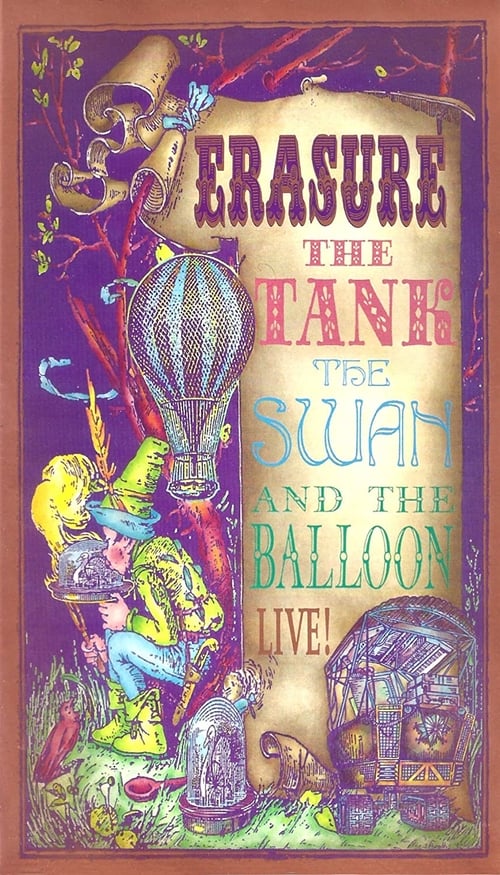 ERASURE
THE
TANK
THE
SWAN
AND THE
BALLOON
LIVE!